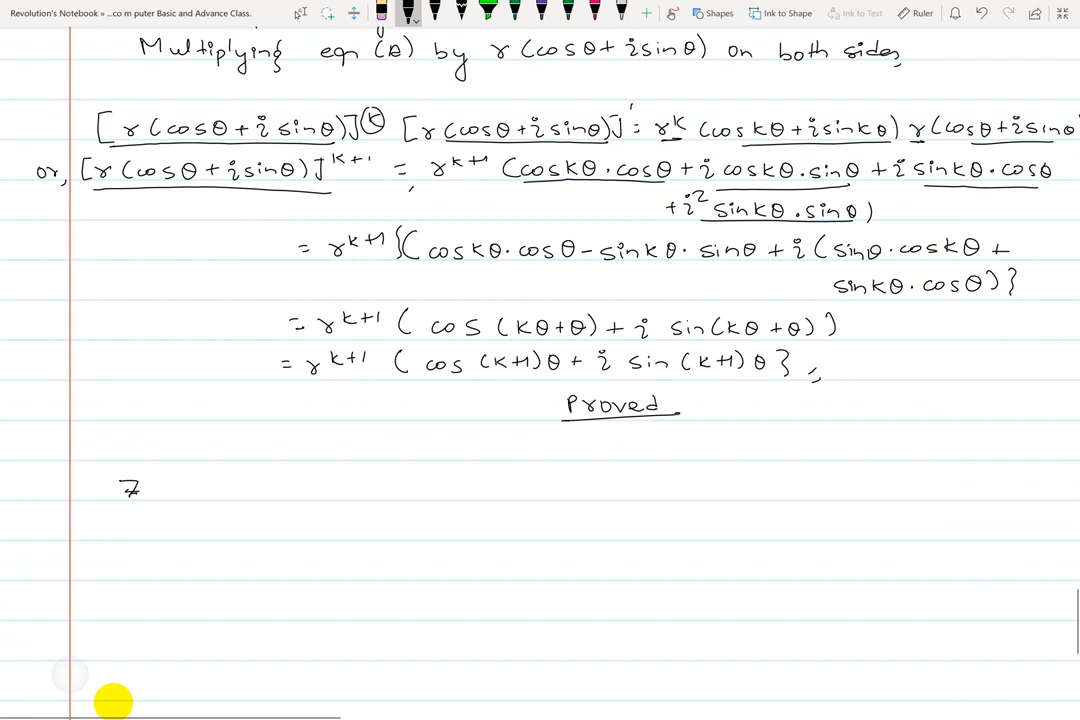 Revolution's Notebook » ...co m puter Basic and Advance Class.
Shapes
Ink to Shape
Ink to Text
Ruler
Multiplying eqn (A) by r (cosθ + i sinθ) on both sides,
[r (cosθ + i sinθ)]^k [r (cosθ + i sinθ)]' = r^k (cos kθ + i sin kθ) r (cosθ + i sinθ
or, [r (cosθ + i sinθ)]^k+1 = r^k+1 (cos kθ . cosθ + i cos kθ . sinθ + i sin kθ . cosθ
+ i² sin kθ . sinθ)
= r^k+1 {(cos kθ . cosθ - sin kθ . sinθ + i (sinθ . cos kθ +
sin kθ . cosθ)}
= r^k+1 ( cos (kθ+θ) + i sin (kθ+θ))
= r^k+1 ( cos (k+1)θ + i sin (k+1)θ },
Proved
Z